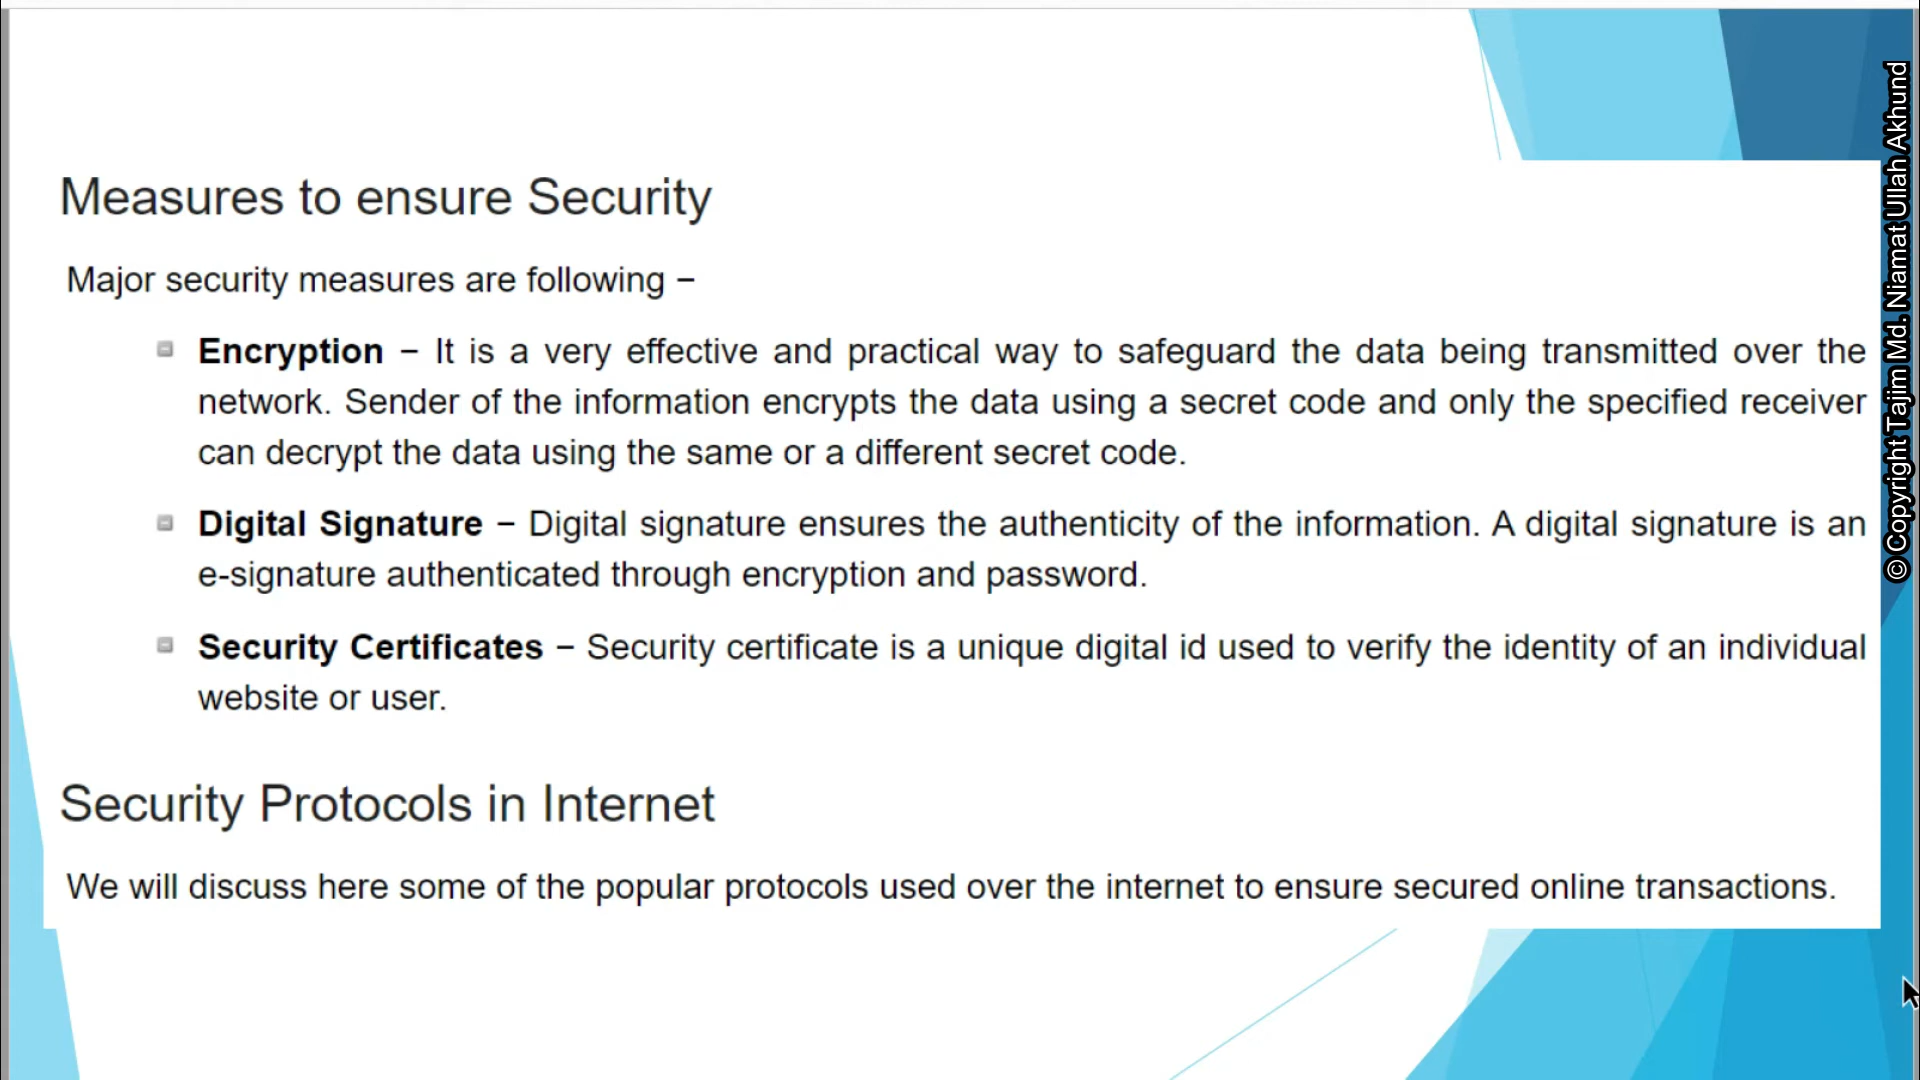 Measures to ensure Security
Major security measures are following −
Encryption − It is a very effective and practical way to safeguard the data being transmitted over the
network. Sender of the information encrypts the data using a secret code and only the specified receiver
can decrypt the data using the same or a different secret code.
Digital Signature − Digital signature ensures the authenticity of the information. A digital signature is an
e-signature authenticated through encryption and password.
Security Certificates − Security certificate is a unique digital id used to verify the identity of an individual
website or user.
Security Protocols in Internet
We will discuss here some of the popular protocols used over the internet to ensure secured online transactions.
© Copyright Tajim Md. Niamat Ullah Akhund